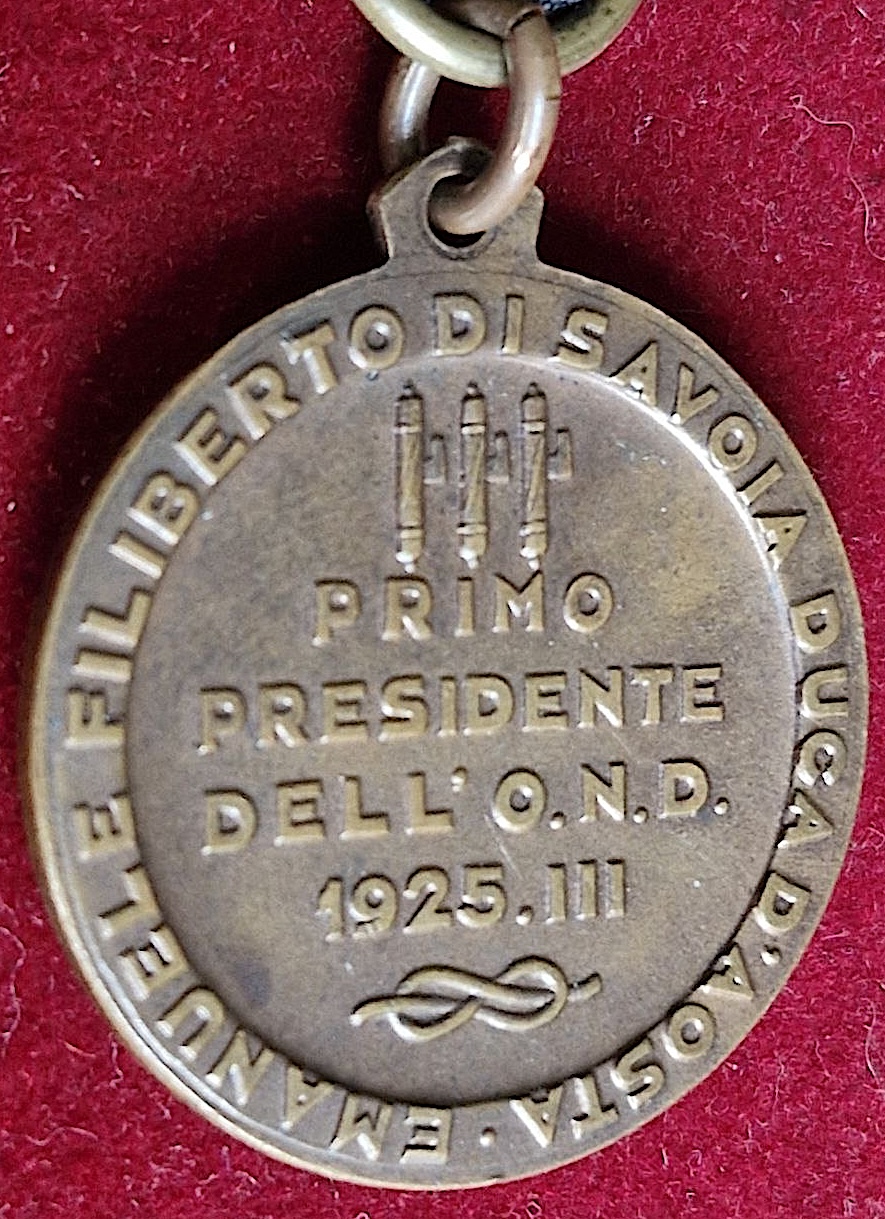 EMANUELE FILIBERTO DI SAVOIA DUCA D'AOSTA ·
PRIMO
PRESIDENTE
DELL'O.N.D.
1925.III